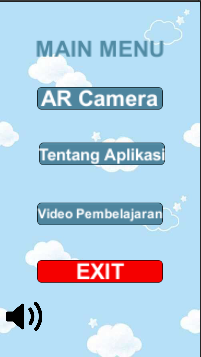 MAIN MENU
AR Camera
Tentang Aplikasi
Video Pembelajaran
EXIT